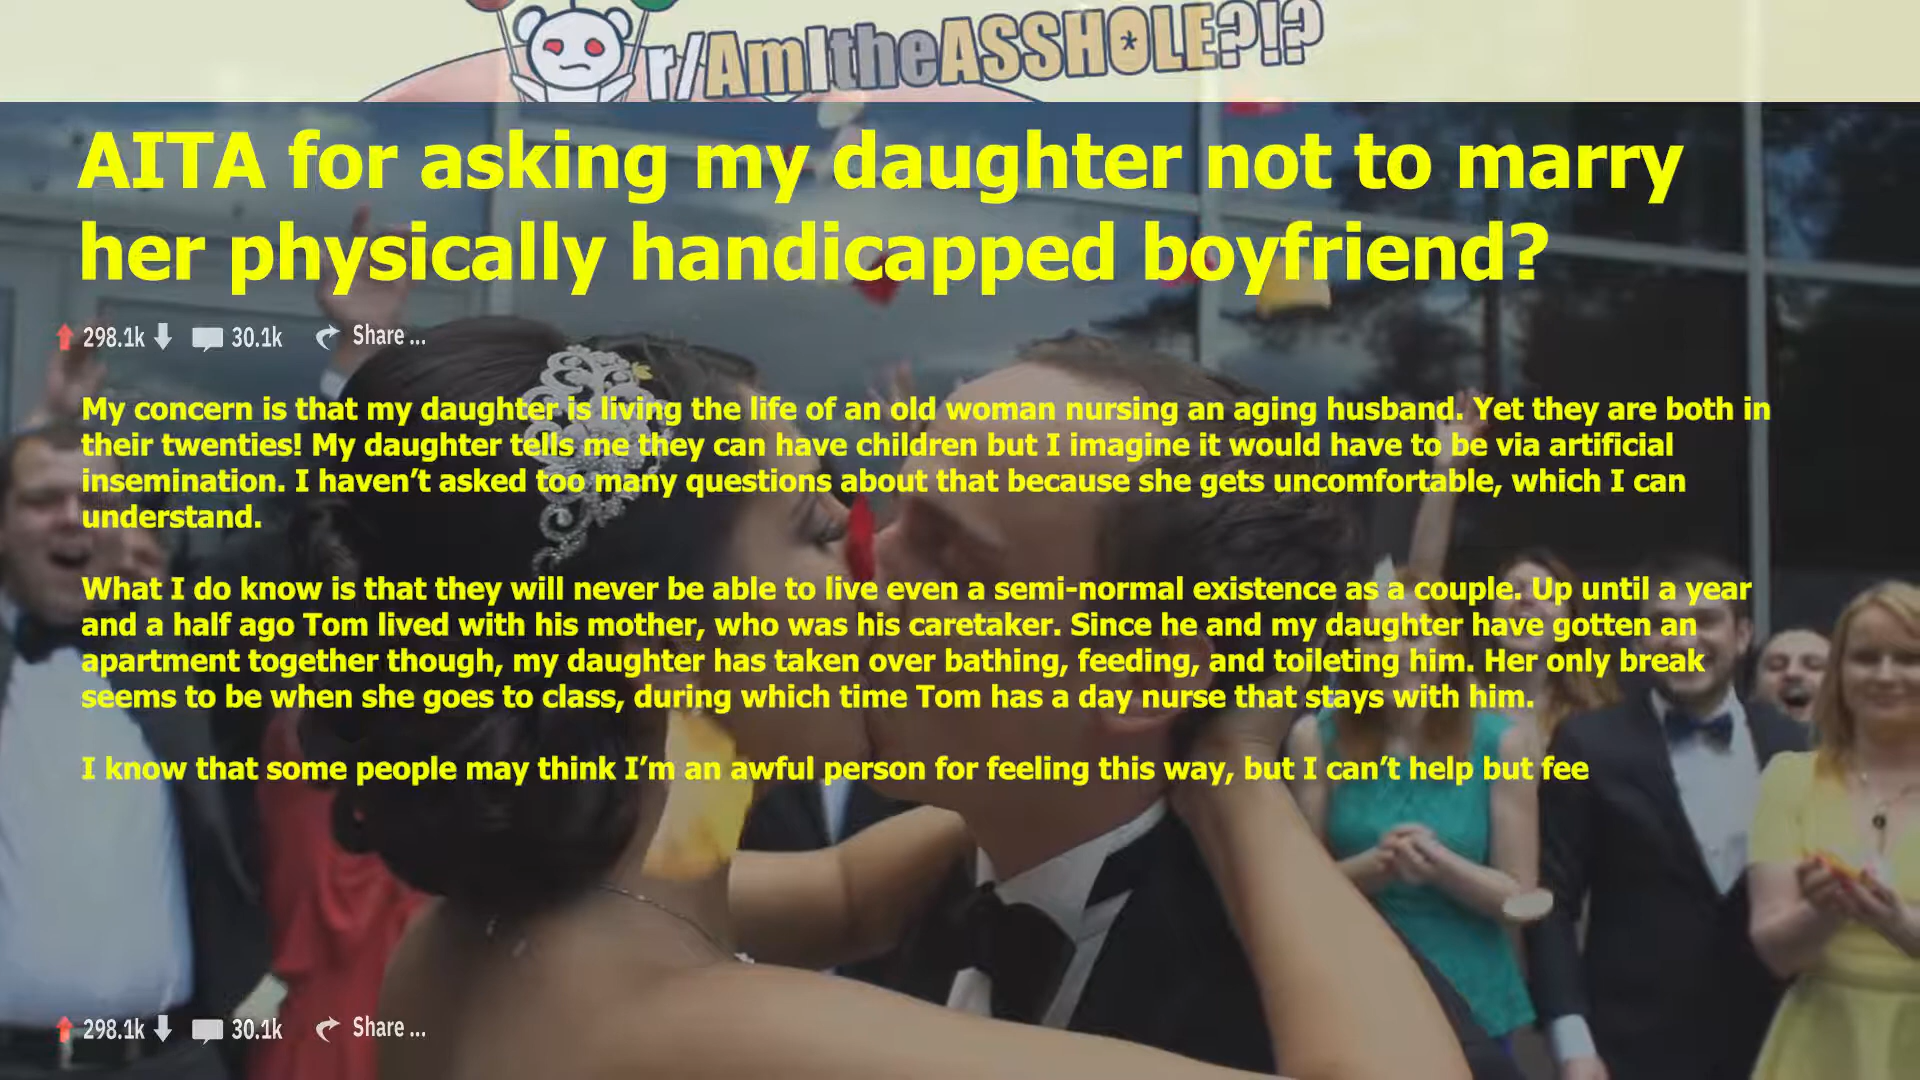 r/AmItheASSH*LE?!?
AITA for asking my daughter not to marry
her physically handicapped boyfriend?
298.1k 30.1k Share ...
My concern is that my daughter is living the life of an old woman nursing an aging husband. Yet they are both in
their twenties! My daughter tells me they can have children but I imagine it would have to be via artificial
insemination. I haven’t asked too many questions about that because she gets uncomfortable, which I can
understand.
What I do know is that they will never be able to live even a semi-normal existence as a couple. Up until a year
and a half ago Tom lived with his mother, who was his caretaker. Since he and my daughter have gotten an
apartment together though, my daughter has taken over bathing, feeding, and toileting him. Her only break
seems to be when she goes to class, during which time Tom has a day nurse that stays with him.
I know that some people may think I’m an awful person for feeling this way, but I can’t help but fee
298.1k 30.1k Share ...